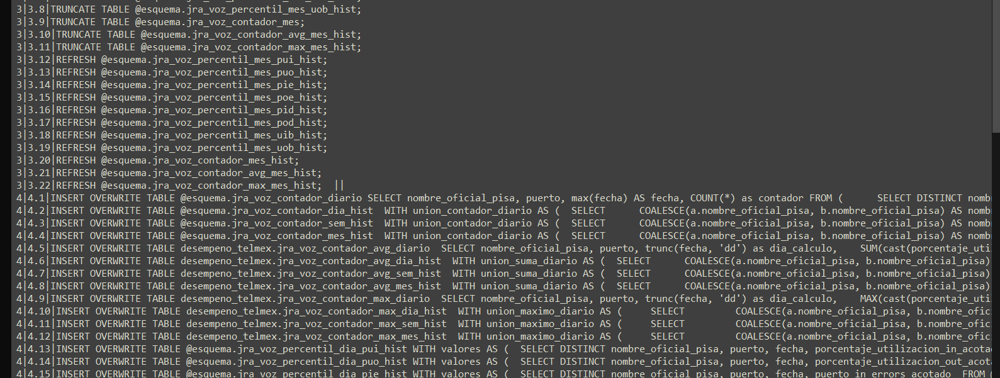 3|3.8|TRUNCATE TABLE @esquema.jra_voz_percentil_mes_uob_hist;
3|3.9|TRUNCATE TABLE @esquema.jra_voz_contador_mes;
3|3.10|TRUNCATE TABLE @esquema.jra_voz_contador_avg_mes_hist;
3|3.11|TRUNCATE TABLE @esquema.jra_voz_contador_max_mes_hist;
3|3.12|REFRESH @esquema.jra_voz_percentil_mes_pui_hist;
3|3.13|REFRESH @esquema.jra_voz_percentil_mes_puo_hist;
3|3.14|REFRESH @esquema.jra_voz_percentil_mes_pie_hist;
3|3.15|REFRESH @esquema.jra_voz_percentil_mes_poe_hist;
3|3.16|REFRESH @esquema.jra_voz_percentil_mes_pid_hist;
3|3.17|REFRESH @esquema.jra_voz_percentil_mes_pod_hist;
3|3.18|REFRESH @esquema.jra_voz_percentil_mes_uib_hist;
3|3.19|REFRESH @esquema.jra_voz_percentil_mes_uob_hist;
3|3.20|REFRESH @esquema.jra_voz_contador_mes_hist;
3|3.21|REFRESH @esquema.jra_voz_contador_avg_mes_hist;
3|3.22|REFRESH @esquema.jra_voz_contador_max_mes_hist;  ||
4|4.1|INSERT OVERWRITE TABLE @esquema.jra_voz_contador_diario SELECT nombre_oficial_pisa, puerto, max(fecha) AS fecha, COUNT(*) as contador FROM (      SELECT DISTINCT nomb
4|4.2|INSERT OVERWRITE TABLE @esquema.jra_voz_contador_dia_hist  WITH union_contador_diario AS (  SELECT      COALESCE(a.nombre_oficial_pisa, b.nombre_oficial_pisa) AS nomb
4|4.3|INSERT OVERWRITE TABLE @esquema.jra_voz_contador_sem_hist  WITH union_contador_diario AS (  SELECT      COALESCE(a.nombre_oficial_pisa, b.nombre_oficial_pisa) AS nomb
4|4.4|INSERT OVERWRITE TABLE @esquema.jra_voz_contador_mes_hist  WITH union_contador_diario AS (  SELECT      COALESCE(a.nombre_oficial_pisa, b.nombre_oficial_pisa) AS nomb
4|4.5|INSERT OVERWRITE TABLE desempeno_telmex.jra_voz_contador_avg_diario  SELECT nombre_oficial_pisa, puerto, trunc(fecha, 'dd') as dia_calculo,    SUM(cast(porcentaje_uti
4|4.6|INSERT OVERWRITE TABLE desempeno_telmex.jra_voz_contador_avg_dia_hist  WITH union_suma_diario AS (  SELECT      COALESCE(a.nombre_oficial_pisa, b.nombre_oficial_pisa)
4|4.7|INSERT OVERWRITE TABLE desempeno_telmex.jra_voz_contador_avg_sem_hist  WITH union_suma_diario AS (  SELECT      COALESCE(a.nombre_oficial_pisa, b.nombre_oficial_pisa)
4|4.8|INSERT OVERWRITE TABLE desempeno_telmex.jra_voz_contador_avg_mes_hist  WITH union_suma_diario AS (  SELECT      COALESCE(a.nombre_oficial_pisa, b.nombre_oficial_pisa)
4|4.9|INSERT OVERWRITE TABLE desempeno_telmex.jra_voz_contador_max_diario  SELECT nombre_oficial_pisa, puerto, trunc(fecha, 'dd') as dia_calculo,    MAX(cast(porcentaje_uti
4|4.10|INSERT OVERWRITE TABLE desempeno_telmex.jra_voz_contador_max_dia_hist  WITH union_maximo_diario AS (     SELECT         COALESCE(a.nombre_oficial_pisa, b.nombre_ofic
4|4.11|INSERT OVERWRITE TABLE desempeno_telmex.jra_voz_contador_max_sem_hist  WITH union_maximo_diario AS (     SELECT         COALESCE(a.nombre_oficial_pisa, b.nombre_ofic
4|4.12|INSERT OVERWRITE TABLE desempeno_telmex.jra_voz_contador_max_mes_hist  WITH union_maximo_diario AS (     SELECT         COALESCE(a.nombre_oficial_pisa, b.nombre_ofic
4|4.13|INSERT OVERWRITE TABLE @esquema.jra_voz_percentil_dia_pui_hist WITH valores AS (  SELECT DISTINCT nombre_oficial_pisa, puerto, fecha, porcentaje_utilizacion_in_acota
4|4.14|INSERT OVERWRITE TABLE @esquema.jra_voz_percentil_dia_puo_hist WITH valores AS (  SELECT DISTINCT nombre_oficial_pisa, puerto, fecha, porcentaje_utilizacion_out_acot
4|4.15|INSERT OVERWRITE TABLE @esquema.jra_voz_percentil_dia_pie_hist WITH valores AS (  SELECT DISTINCT nombre_oficial_pisa, puerto, fecha, puerto_in_errors_acotado  FROM (